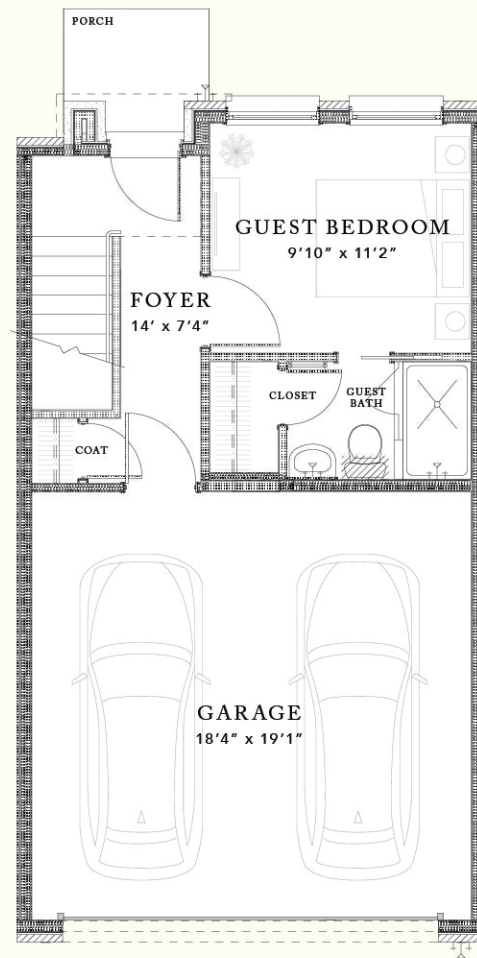 PORCH
GUEST BEDROOM
9'10" x 11'2"
FOYER
14' x 7'4"
CLOSET
GUEST
BATH
COAT
GARAGE
18'4" x 19'1"